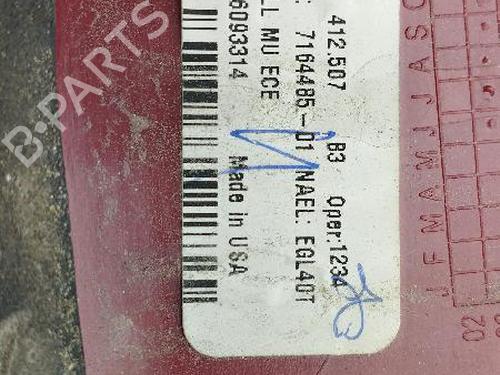 412.507 B3 Oper:1234
: 7164485-01 NAEL: EGL40T
LL MU ECE
6093314 Made in USA
J F M A M J J A S O
02
B-PARTS